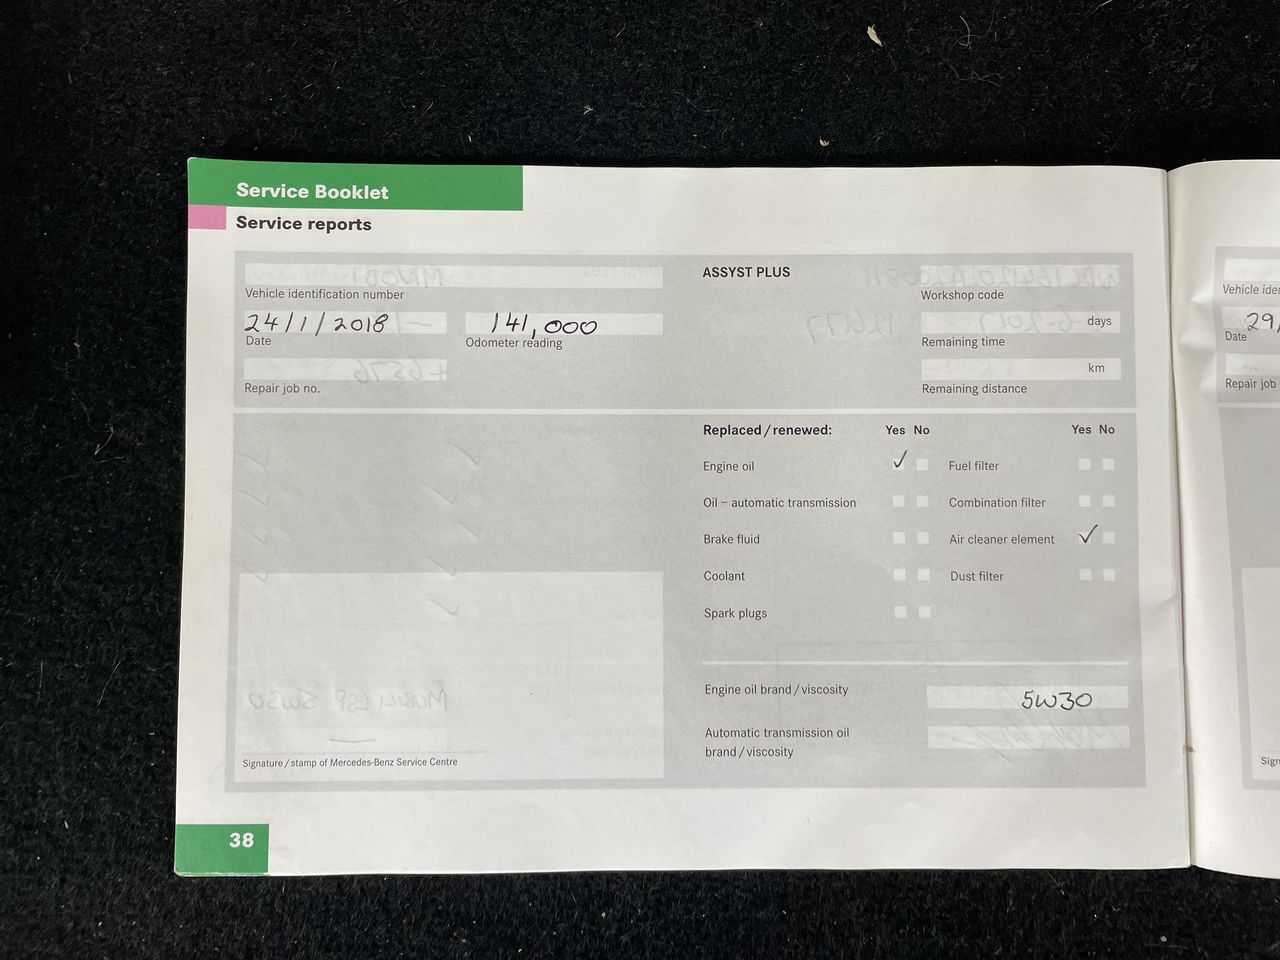 Service Booklet
Service reports
ASSYST PLUS
Vehicle identification number
Workshop code
24/1/2018
141,000
days
Date
Odometer reading
Remaining time
km
Repair job no.
Remaining distance
Replaced/renewed: Yes No Yes No
Engine oil ✓ Fuel filter
Oil – automatic transmission Combination filter
Brake fluid Air cleaner element ✓
Coolant Dust filter
Spark plugs
Engine oil brand/viscosity 5W30
Automatic transmission oil
brand/viscosity
Signature/stamp of Mercedes-Benz Service Centre
38
Vehicle
29
Date
Repair job